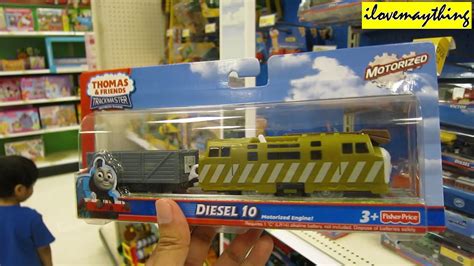 ilovemaything
THOMAS
& FRIENDS
TRACKMASTER
MOTORIZED
DIESEL 10
Motorized Engine!
3+
Fisher-Price